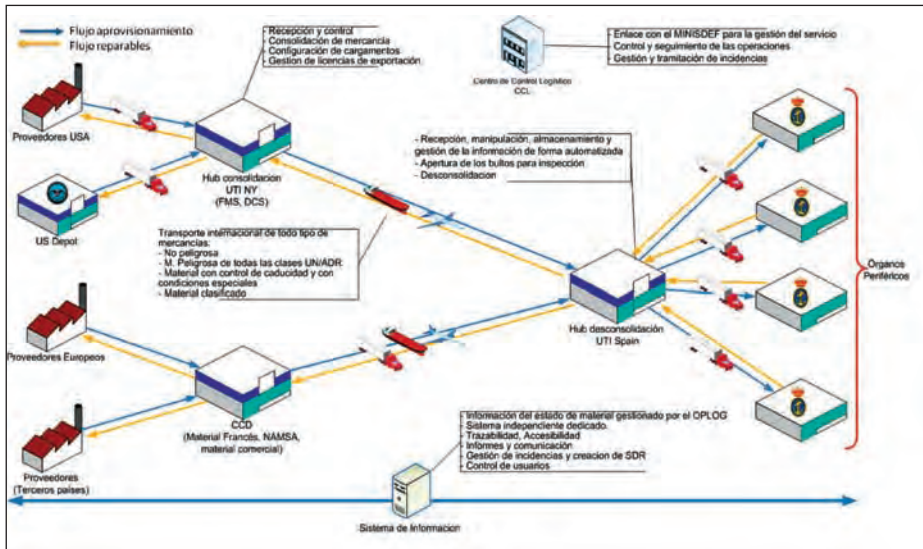 Flujo aprovisionamiento
Flujo reparables
- Recepción y control
- Consolidación de mercancia
- Configuración de cargamentos
- Gestion de licencias de exportación
Centro de Control Logístico
CCL
- Enlace con el MINISDEF para la gestión del servicio
- Control y seguimiento de las operaciones
- Gestión y tramitación de incidencias
Proveedores USA
Hub consolidacion
UTI NY
(FMS, DCS)
US Depot
- Recepción, manipulación, almacenamiento y
gestión de la información de forma automatizada
- Apertura de los bultos para inspección
- Desconsolidacion
Transporte internacional de todo tipo de
mercancías:
- No peligrosa
- M. Peligrosa de todas las clases UN/ADR
- Material con control de caducidad y con
condiciones especiales
- Material clasificado
Órganos
Periféricos
Hub desconsolidación
UTI Spain
Proveedores Europeos
CCD
(Material Francés, NAMSA,
material comercial)
Proveedores
(Terceros países)
- Información del estado de material gestionado por el OPLOG
- Sistema independiente dedicado
- Trazabilidad, Accesibilidad
- Informes y comunicación
- Gestión de incidencias y creacion de SDR
- Control de usuarios
Sistema de Informacion